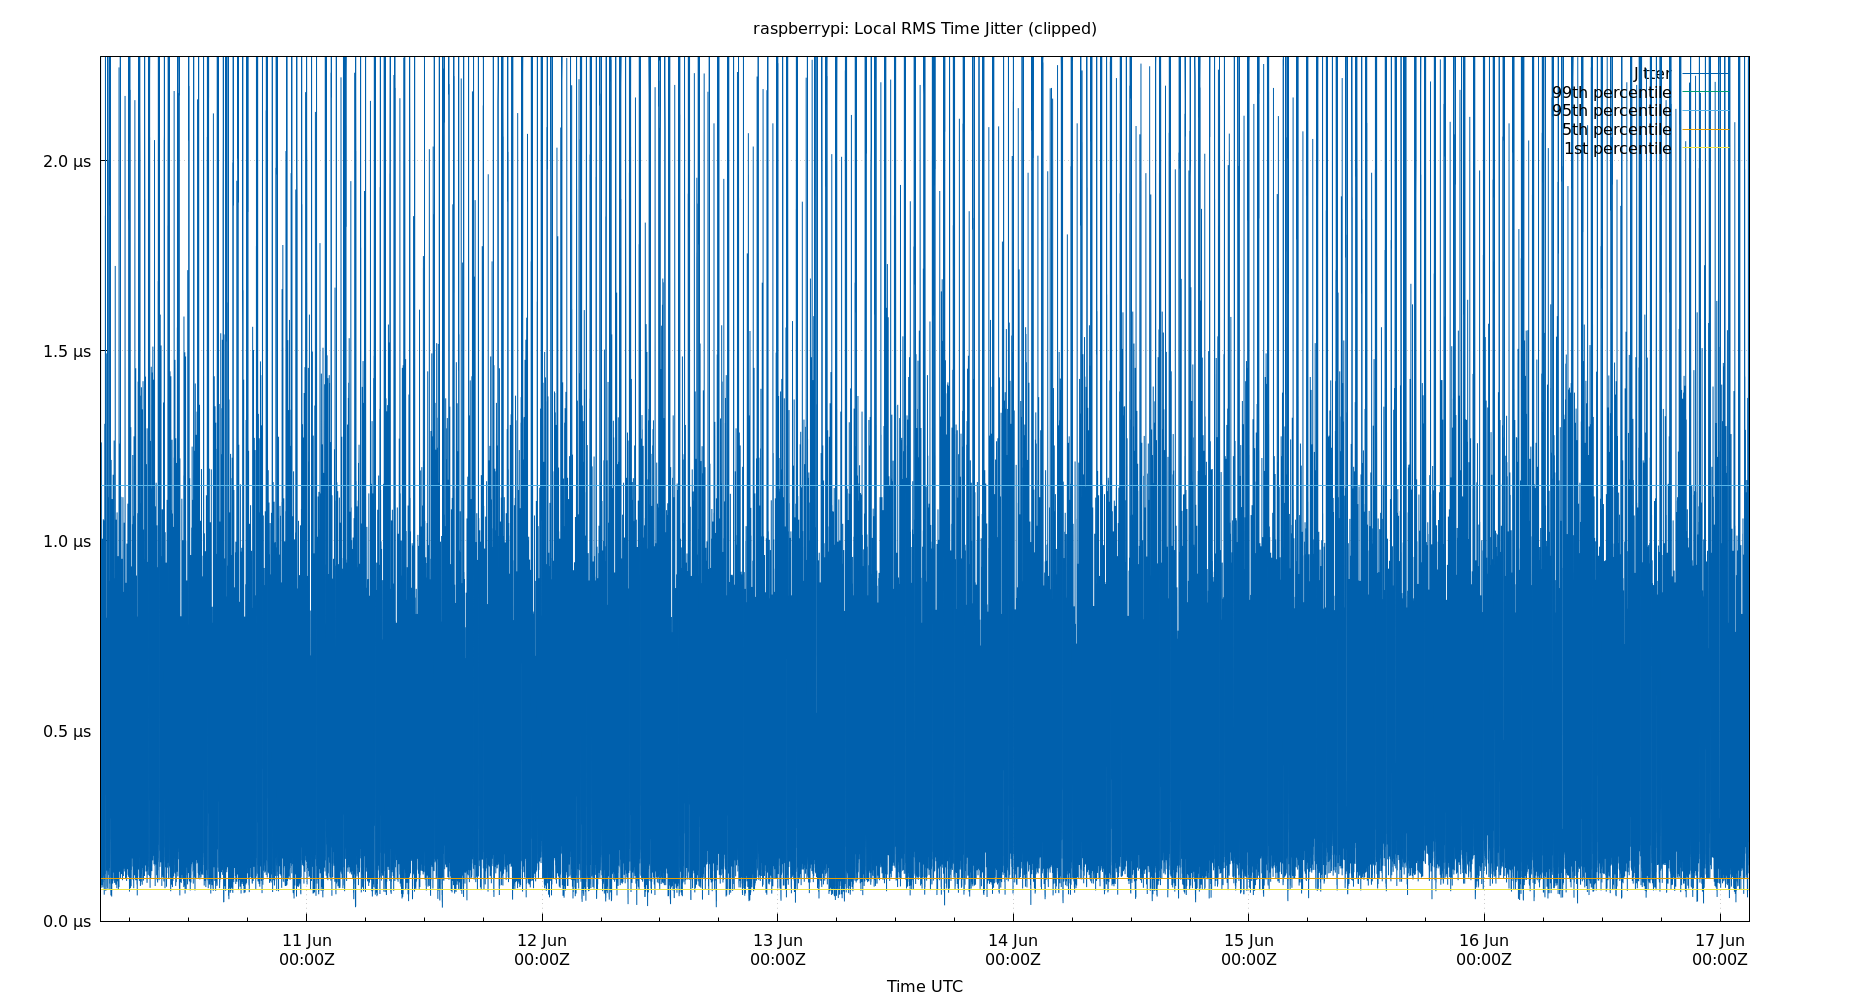 raspberrypi: Local RMS Time Jitter (clipped)
Jitter
99th percentile
95th percentile
5th percentile
1st percentile
2.0 µs
1.5 µs
1.0 µs
0.5 µs
0.0 µs
11 Jun 12 Jun 13 Jun 14 Jun 15 Jun 16 Jun 17 Jun
00:00Z 00:00Z 00:00Z 00:00Z 00:00Z 00:00Z 00:00Z
Time UTC